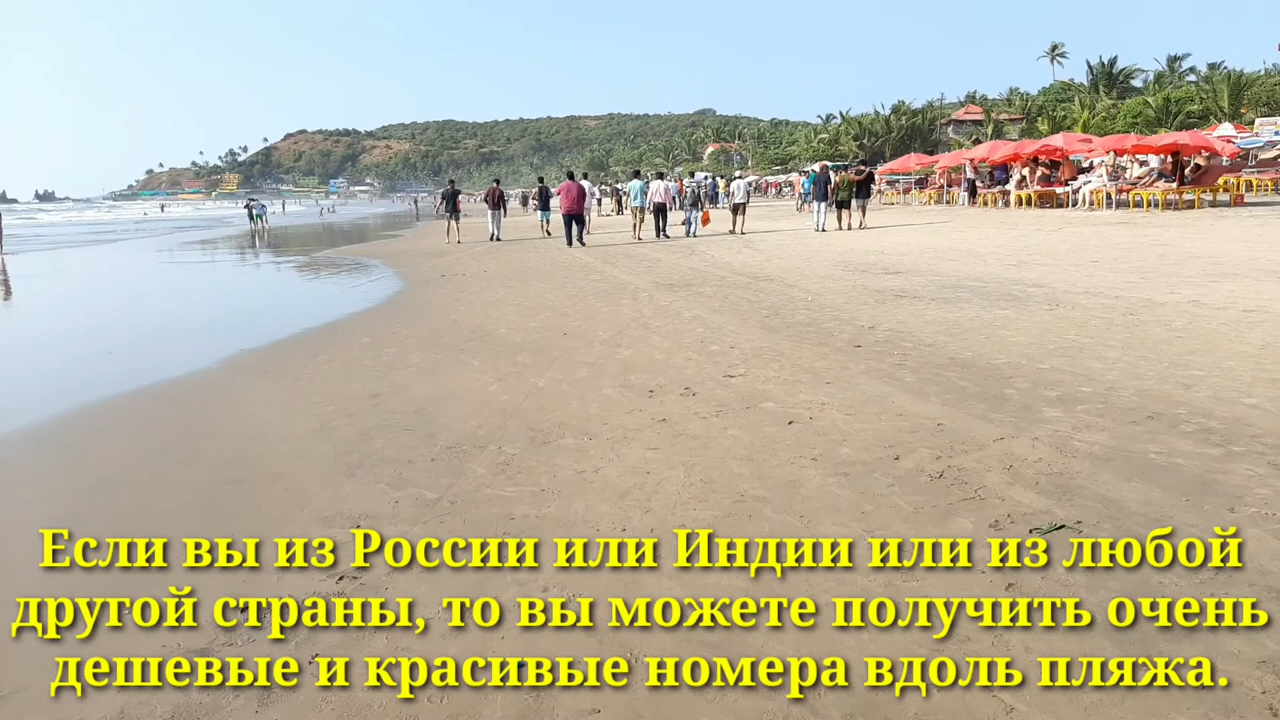 Если вы из России или Индии или из любой
другой страны, то вы можете получить очень
дешевые и красивые номера вдоль пляжа.